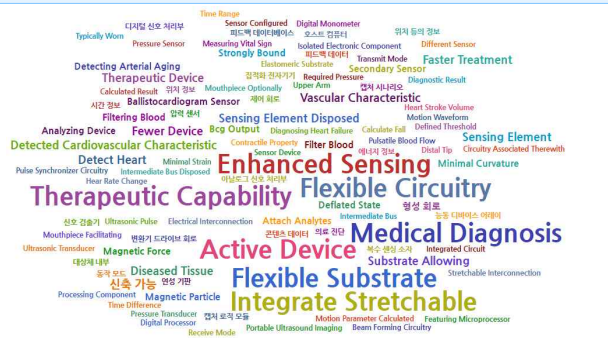 Time Range
디지털 신호 처리부 Sensor Configured Digital Monometer
Typically Worn 피드백 데이터베이스 호스트 컴퓨터 위치 등의 정보
Pressure Sensor Measuring Vital Sign Isolated Electronic Component Different Sensor
Strongly Bound 피드백 데이터 Transmit Mode Faster Treatment
Detecting Arterial Aging Elastomeric Substrate Secondary Sensor
Therapeutic Device 집적화 전자기기 Required Pressure Diagnostic Result
Calculated Result 위치 정보 Mouthpiece Optionally Upper Arm 캡처 시나리오
시간 정보 Ballistocardiogram Sensor 제어 회로 Vascular Characteristic
Filtering Blood 압력 센서 Sensing Element Disposed Heart Stroke Volume
Motion Waveform
Analyzing Device Fewer Device Bcg Output Diagnosing Heart Failure Calculate Fall Defined Threshold
Detected Cardiovascular Characteristic Contractile Property Filter Blood Pulsatile Blood Flow Sensing Element
Sensor Device 에너지 정보 Distal Tip Circuitry Associated Therewith
Detect Heart Minimal Strain Enhanced Sensing Minimal Curvature
Pulse Synchronizer Circuitry Intermediate Bus Disposed
Hear Rate Change 아날로그 신호 처리부
Therapeutic Capability Flexible Circuitry
Deflated State 형성 회로
신호 검출기 Ultrasonic Pulse Electrical Interconnection Attach Analytes Intermediate Bus 능동 디바이스 어레이
Mouthpiece Facilitating 변환기 드라이브 회로 콘텐츠 데이터 의료 진단 Medical Diagnosis
Ultrasonic Transducer Magnetic Force Active Device 복수 센싱 소자 Integrated Circuit
대상체 내부 Substrate Allowing
동작 모드 Diseased Tissue Flexible Substrate Stretchable Interconnection
신축 가능 연성 기판
Processing Component Magnetic Particle Integrate Stretchable
Time Difference
Pressure Transducer 캡처 로직 모듈 Motion Parameter Calculated Featuring Microprocessor
Digital Processor Portable Ultrasound Imaging Beam Forming Circuitry
Receive Mode